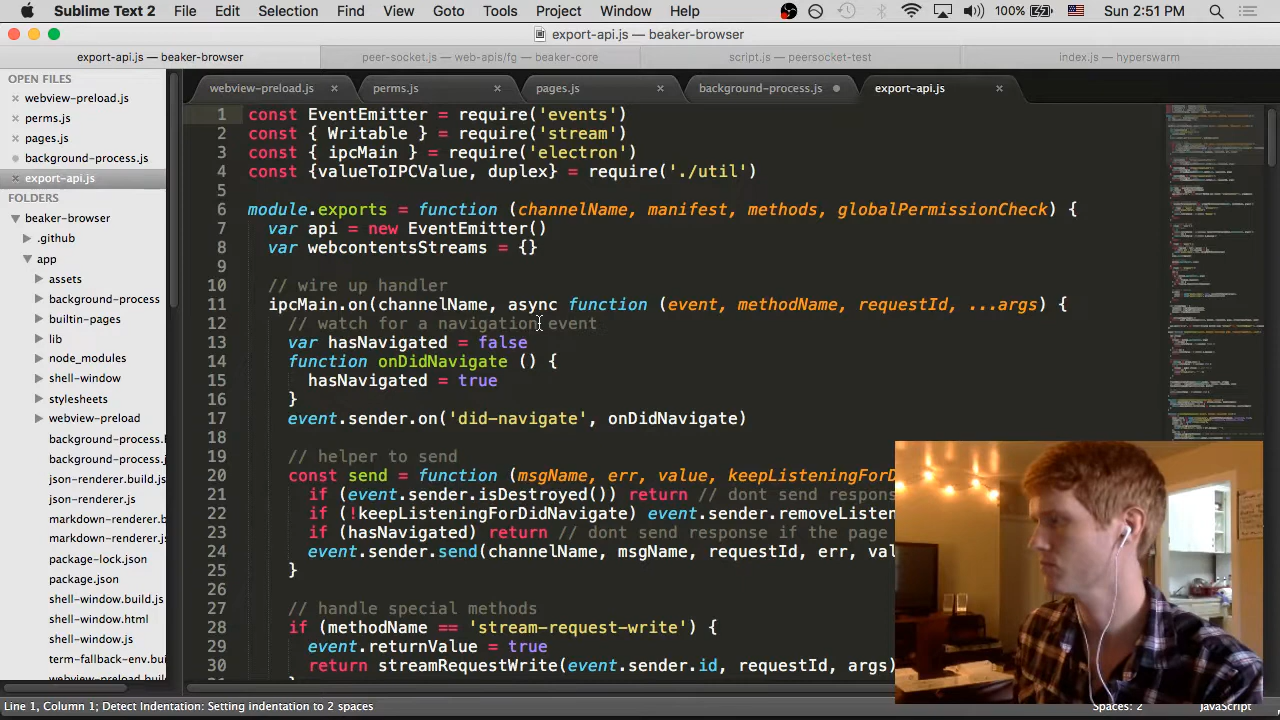 Sublime Text 2 File Edit Selection Find View Goto Tools Project Window Help 100% Sun 2:51 PM
export-api.js — beaker-browser
export-api.js — beaker-browser peer-socket.js — web-apis/fg — beaker-core script.js — peersocket-test index.js — hyperswarm
OPEN FILES
webview-preload.js
perms.js
pages.js
background-process.js
export-api.js
FOLDERS
beaker-browser
.github
app
assets
background-process
builtin-pages
lib
node_modules
shell-window
stylesheets
webview-preload
background-process.b
background-process.j
json-renderer.build.js
json-renderer.js
markdown-renderer.b
markdown-renderer.js
package-lock.json
package.json
shell-window.build.js
shell-window.html
shell-window.js
term-fallback-env.bui
webview-preload.build
webview-preload.js perms.js pages.js background-process.js export-api.js
1 const EventEmitter = require('events')
2 const { Writable } = require('stream')
3 const { ipcMain } = require('electron')
4 const {valueToIPCValue, = require('./util')
5
6 module.exports = function (channelName, manifest, methods, globalPermissionCheck) {
7 var api = new EventEmitter()
8 var webcontentsStreams = {}
9
10 // wire up handler
11 ipcMain.on(channelName, async function (event, methodName, requestId, ...args) {
12 // watch for a navigation event
13 var hasNavigated = false
14 function onDidNavigate () {
15 hasNavigated = true
16 }
17 event.sender.on('did-navigate', onDidNavigate)
18
19 // helper to send
20 const send = function (msgName, err, value, keepListeningForD
21 if (event.sender.isDestroyed()) return // dont send respons
22 if (!keepListeningForDidNavigate) event.sender.removeListen
23 if (hasNavigated) return // dont send response if the page
24 event.sender.send(channelName, msgName, requestId, err, val
25 }
26
27 // handle special methods
28 if (methodName == 'stream-request-write') {
29 event.returnValue = true
30 return streamRequestWrite(event.sender.id, requestId, args)
Line 1, Column 1; Detect Indentation: Setting indentation to 2 spaces Spaces: 2 JavaScript